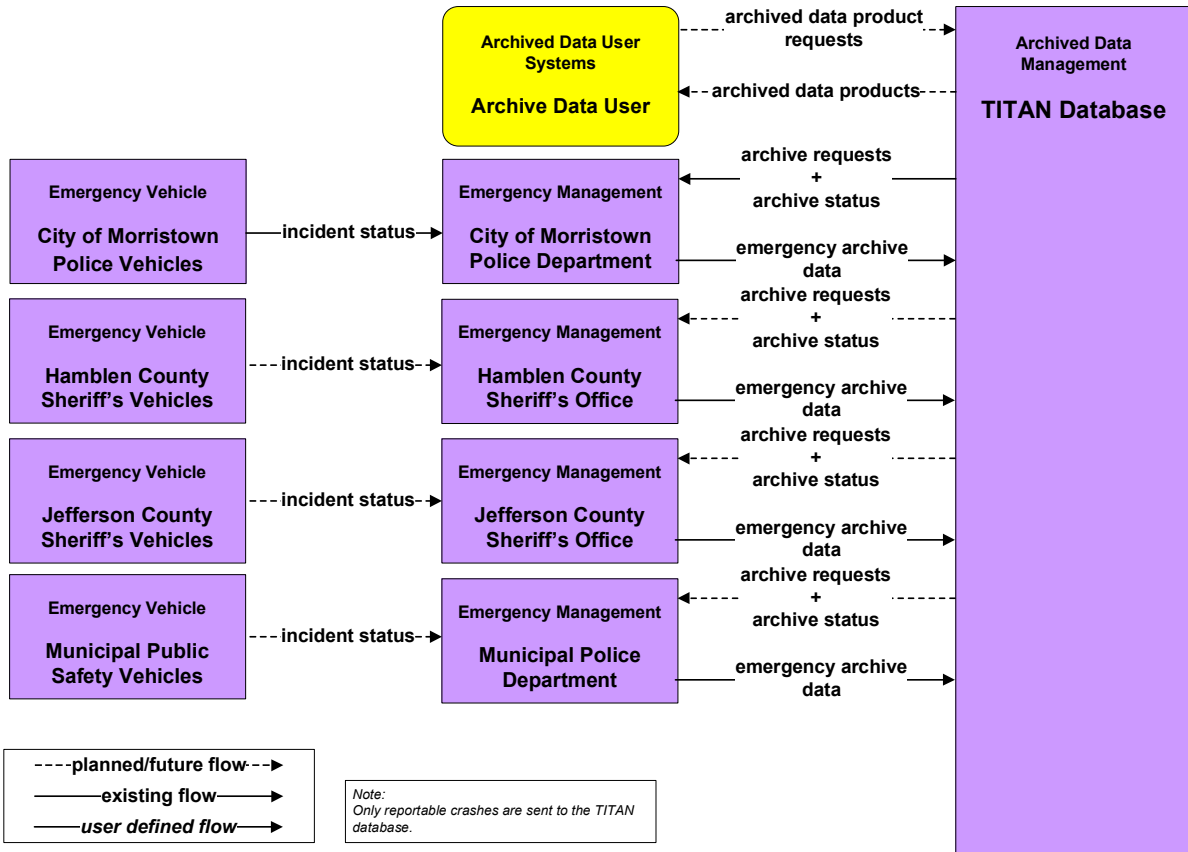 archived data product
requests
Archived Data User
Systems
Archive Data User
archived data products
Archived Data
Management
TITAN Database
Emergency Vehicle
City of Morristown
Police Vehicles
incident status
Emergency Management
City of Morristown
Police Department
archive requests
+
archive status
emergency archive
data
Emergency Vehicle
Hamblen County
Sheriff's Vehicles
incident status
Emergency Management
Hamblen County
Sheriff's Office
archive requests
+
archive status
emergency archive
data
Emergency Vehicle
Jefferson County
Sheriff's Vehicles
incident status
Emergency Management
Jefferson County
Sheriff's Office
archive requests
+
archive status
emergency archive
data
Emergency Vehicle
Municipal Public
Safety Vehicles
incident status
Emergency Management
Municipal Police
Department
archive requests
+
archive status
emergency archive
data
planned/future flow
existing flow
user defined flow
Note:
Only reportable crashes are sent to the TITAN
database.